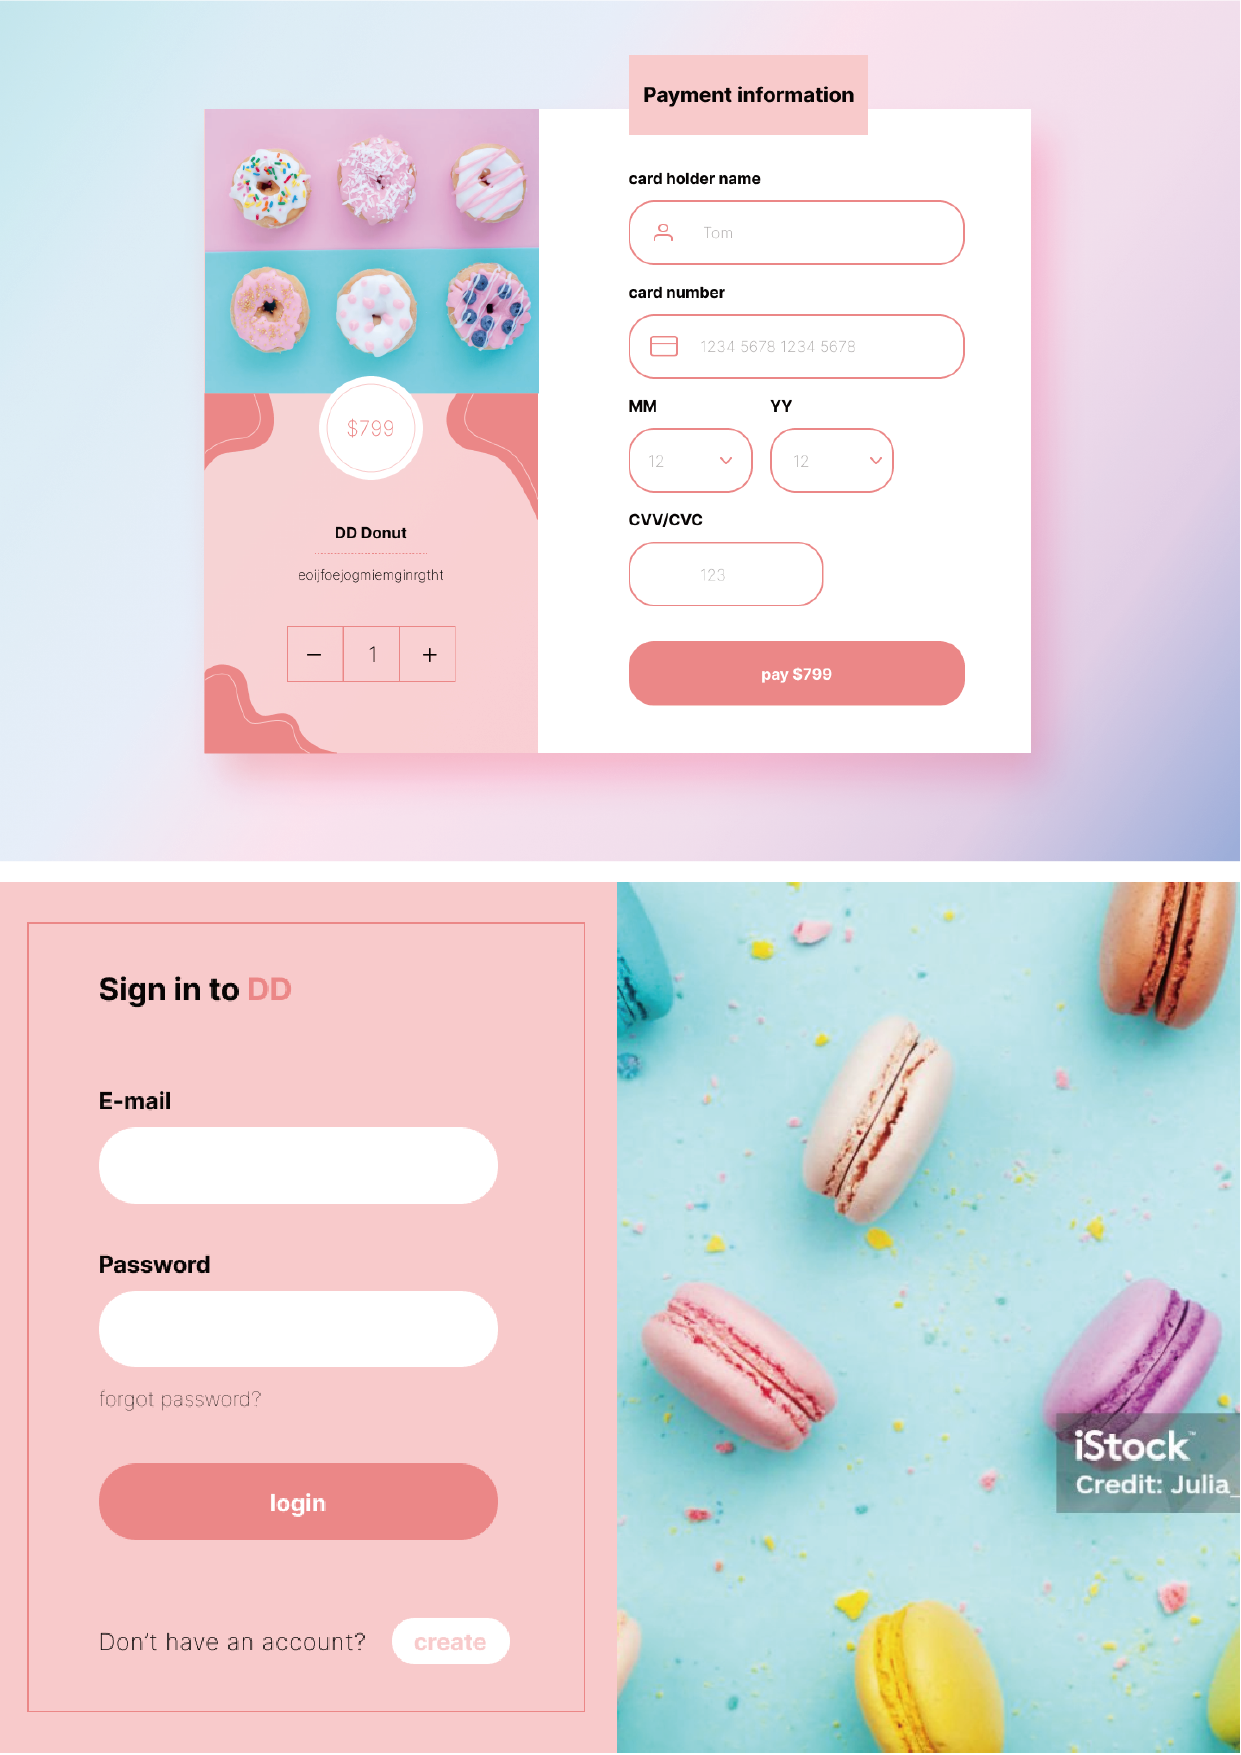 Payment information
card holder name
Tom
card number
1234 5678 1234 5678
MM
YY
12
12
CVV/CVC
123
pay $799
$799
DD Donut
eoijfoejogmiemginrgtht
− 1 +
Sign in to DD
E-mail
Password
forgot password?
login
Don't have an account?
create
iStock™
Credit: Julia_